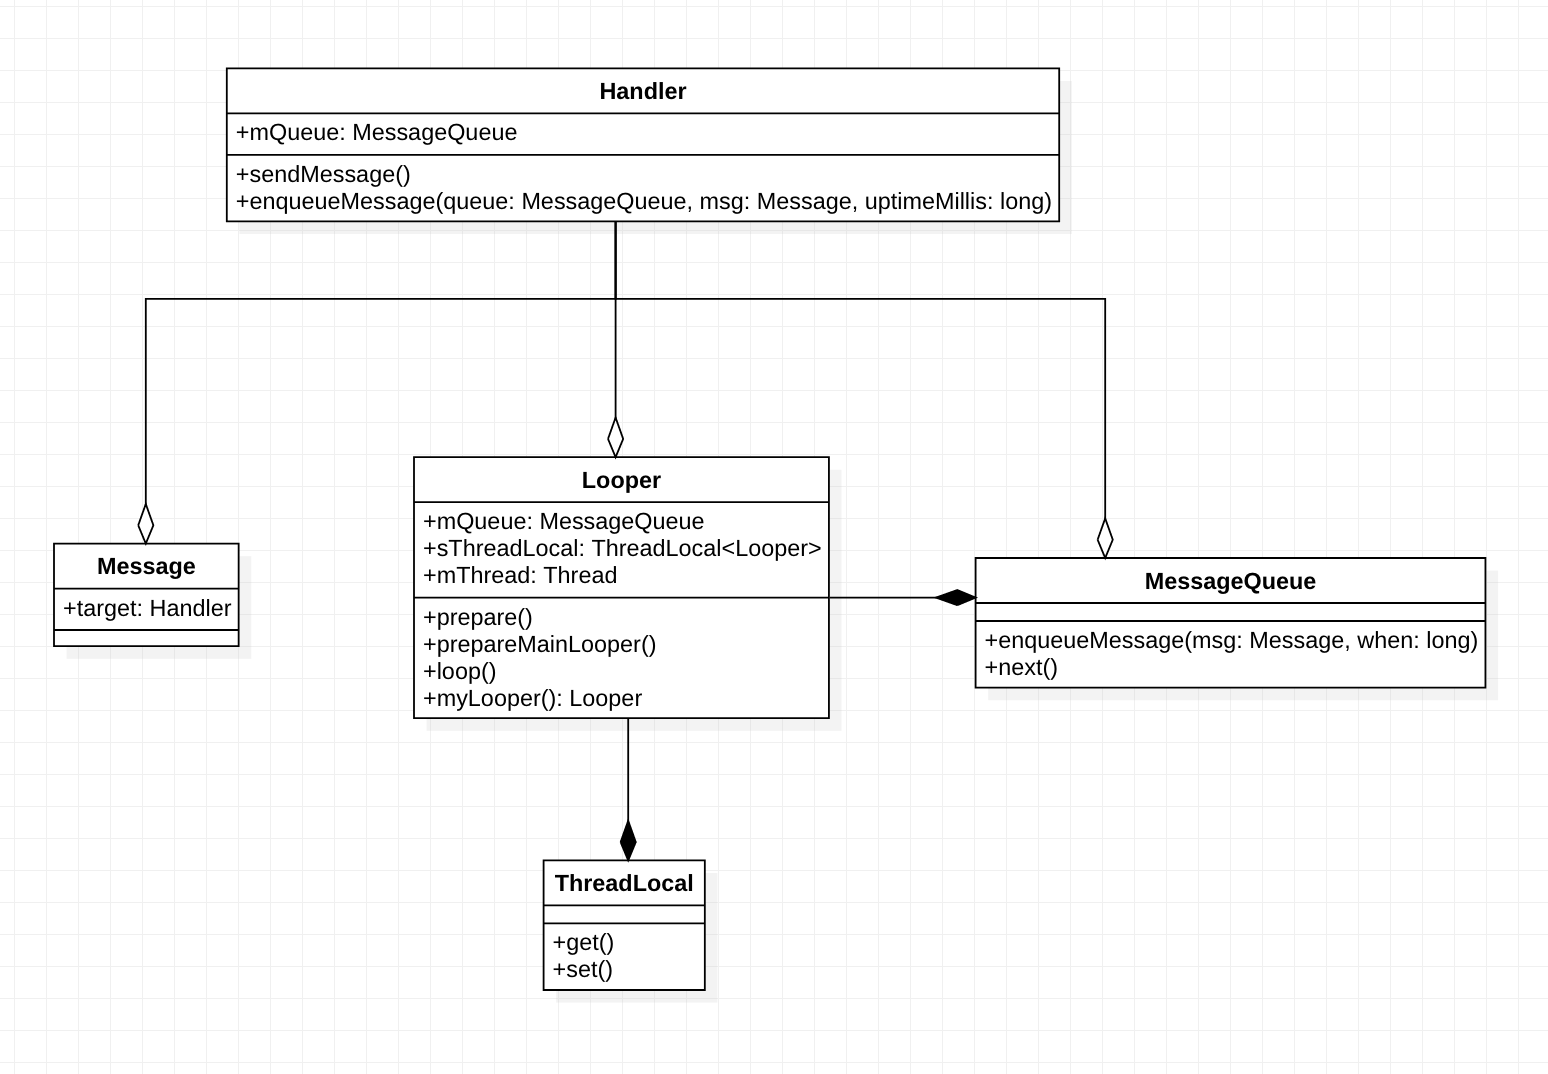 Handler
+mQueue: MessageQueue
+sendMessage()
+enqueueMessage(queue: MessageQueue, msg: Message, uptimeMillis: long)
Looper
+mQueue: MessageQueue
+sThreadLocal: ThreadLocal<Looper>
+mThread: Thread
+prepare()
+prepareMainLooper()
+loop()
+myLooper(): Looper
Message
+target: Handler
MessageQueue
+enqueueMessage(msg: Message, when: long)
+next()
ThreadLocal
+get()
+set()